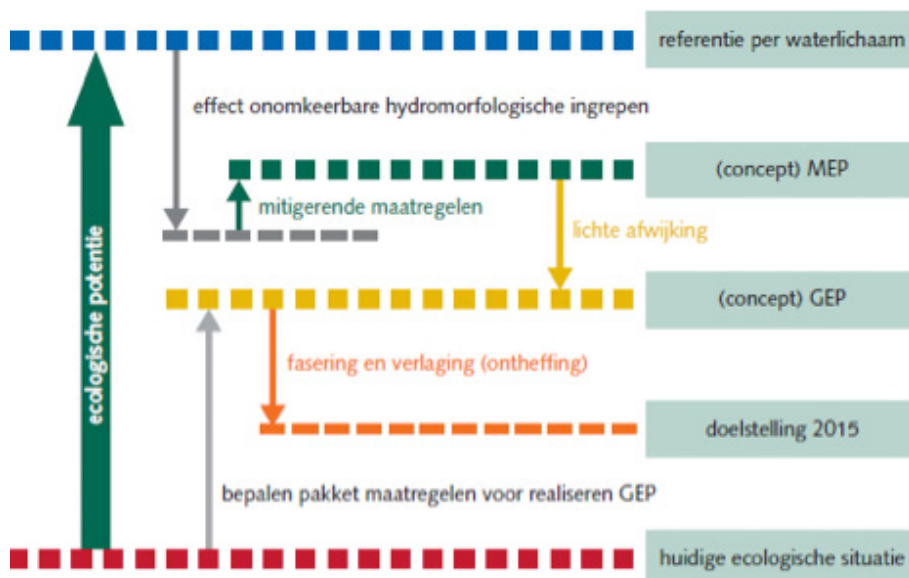 referentie per waterlichaam
effect onomkeerbare hydromorfologische ingrepen
(concept) MEP
mitigerende maatregelen
lichte afwijking
ecologische potentie
(concept) GEP
fasering en verlaging (ontheffing)
doelstelling 2015
bepalen pakket maatregelen voor realiseren GEP
huidige ecologische situatie